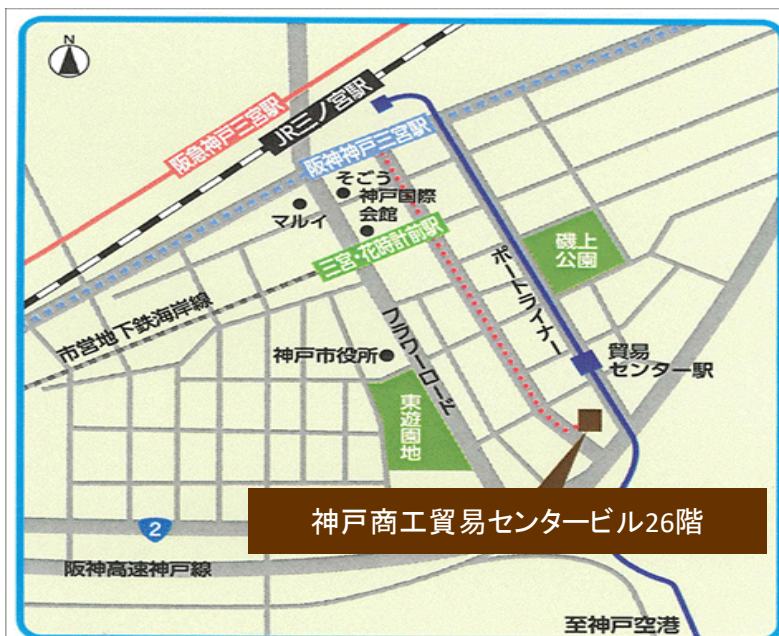 N
阪急神戸三宮駅
JR三ノ宮駅
阪神神戸三宮駅
そごう
神戸国際
会館
マルイ
三宮・花時計前駅
磯上
公園
ポートライナー
市営地下鉄海岸線
フラワーロード
神戸市役所
貿易
センター駅
東遊園地
神戸商工貿易センタービル26階
2
阪神高速神戸線
至神戸空港